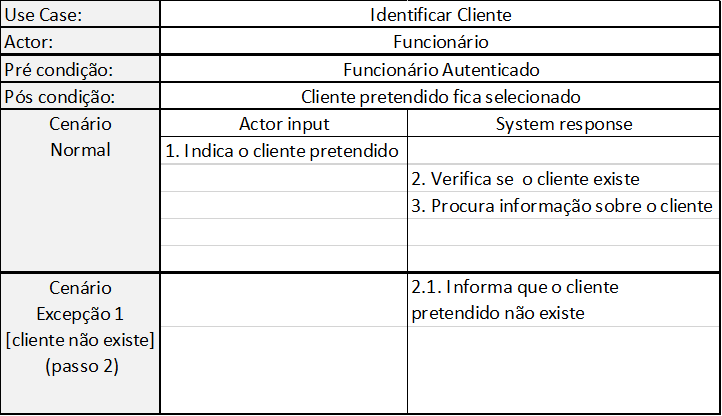 Use Case: Identificar Cliente
Actor: Funcionário
Pré condição: Funcionário Autenticado
Pós condição: Cliente pretendido fica selecionado
Cenário Normal
Actor input System response
1. Indica o cliente pretendido
2. Verifica se o cliente existe
3. Procura informação sobre o cliente
Cenário
Excepção 1
[cliente não existe]
(passo 2)
2.1. Informa que o cliente
pretendido não existe